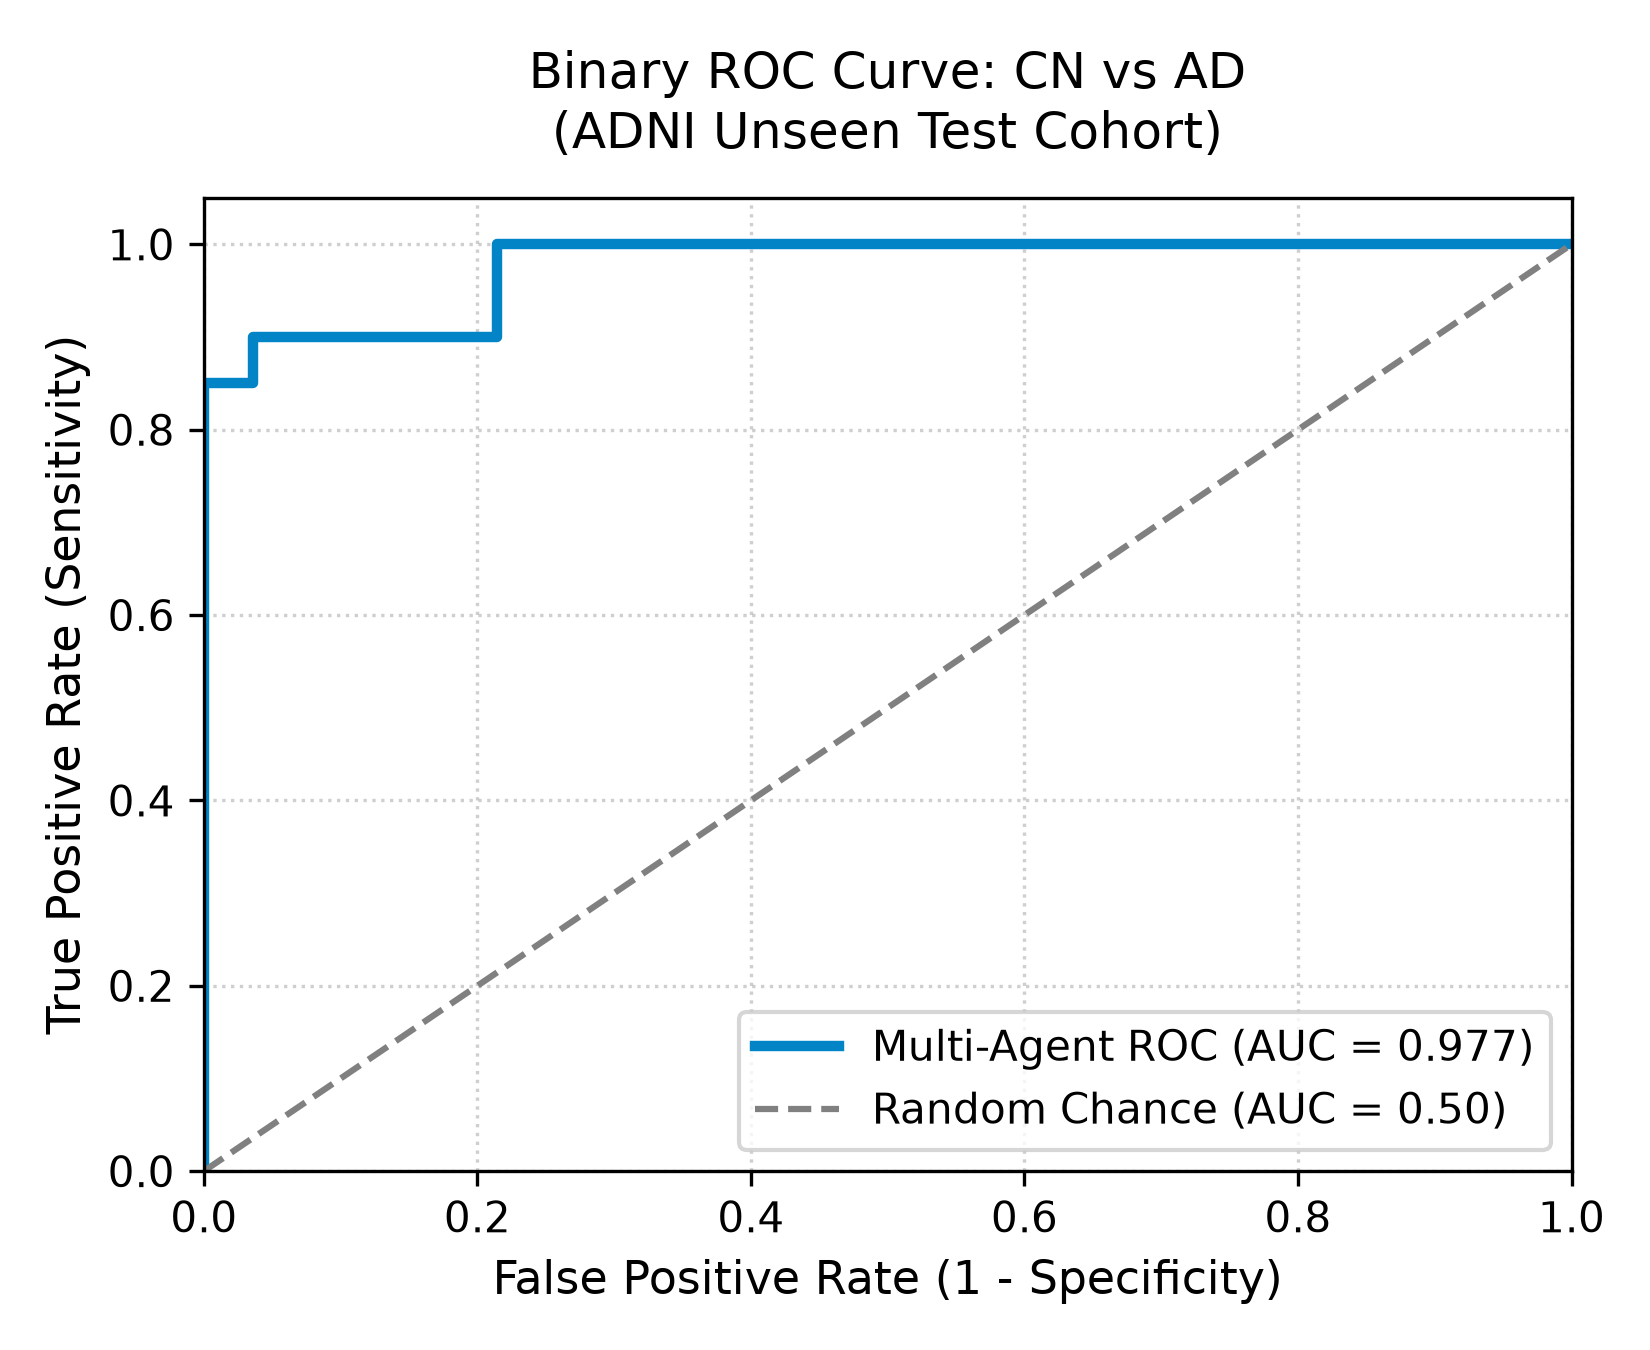 Binary ROC Curve: CN vs AD
(ADNI Unseen Test Cohort)
True Positive Rate (Sensitivity)
1.0
0.8
0.6
0.4
0.2
0.0
Multi-Agent ROC (AUC = 0.977)
Random Chance (AUC = 0.50)
0.0 0.2 0.4 0.6 0.8 1.0
False Positive Rate (1 - Specificity)